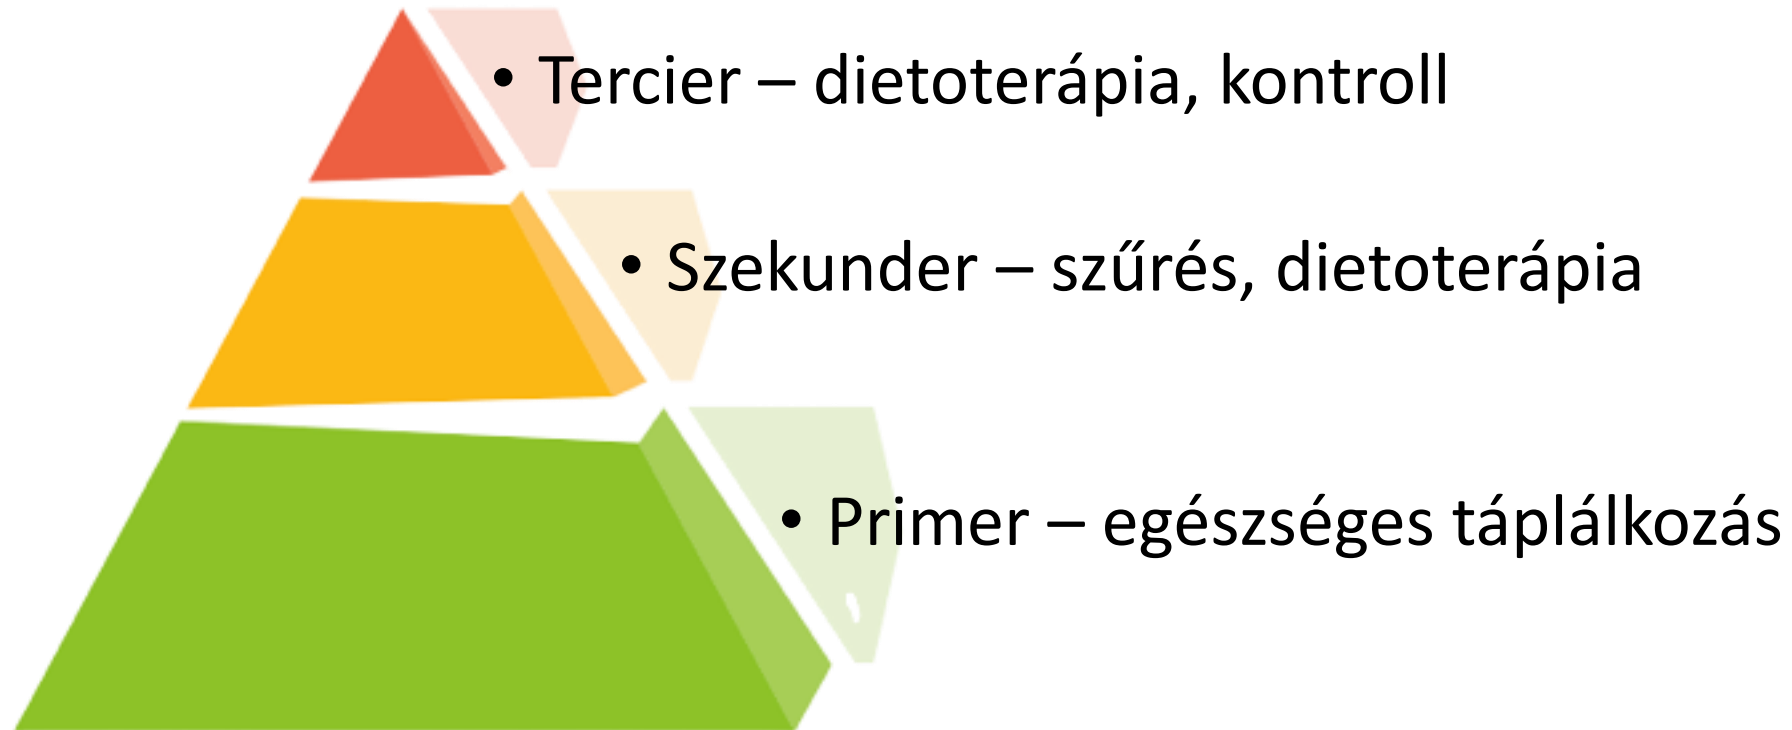 • Tercier – dietoterápia, kontroll
• Szekunder – szűrés, dietoterápia
• Primer – egészséges táplálkozás